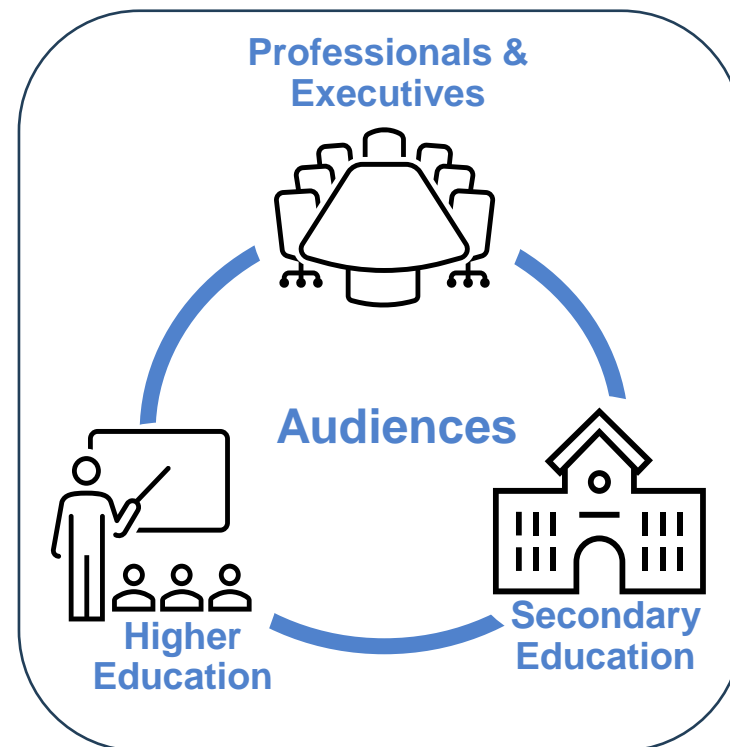 Professionals &
Executives
Audiences
Higher
Education
Secondary
Education